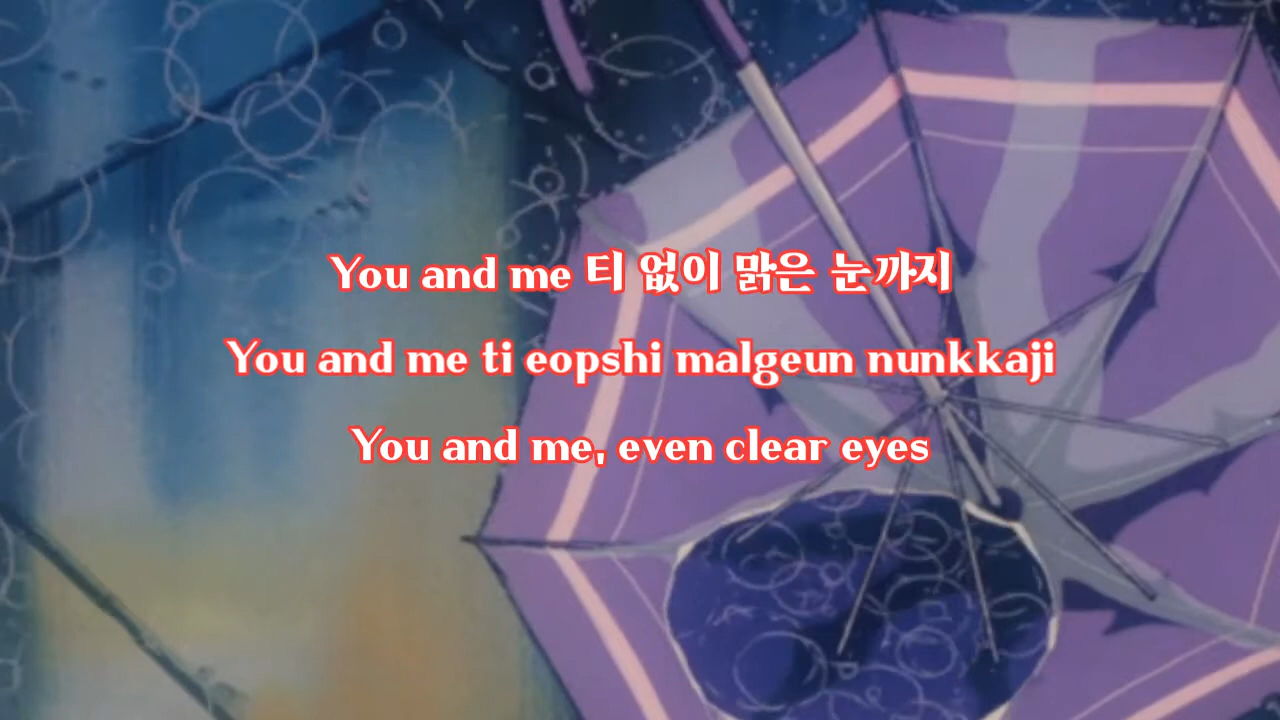 You and me 티 없이 맑은 눈까지
You and me ti eopshi malgeun nunkkaji
You and me, even clear eyes